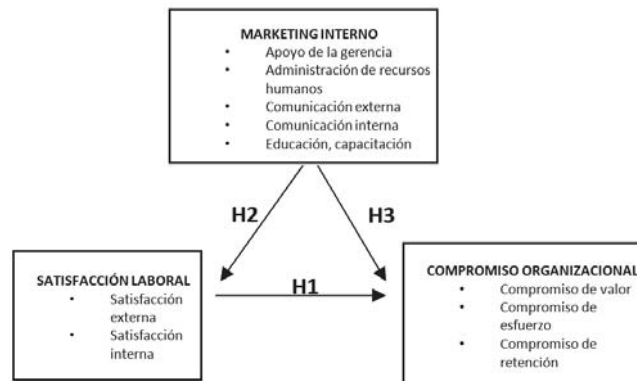 MARKETING INTERNO
• Apoyo de la gerencia
• Administración de recursos
humanos
• Comunicación externa
• Comunicación interna
• Educación, capacitación
H2
H3
SATISFACCIÓN LABORAL
• Satisfacción
externa
• Satisfacción
interna
H1
COMPROMISO ORGANIZACIONAL
• Compromiso de valor
• Compromiso de
esfuerzo
• Compromiso de
retención